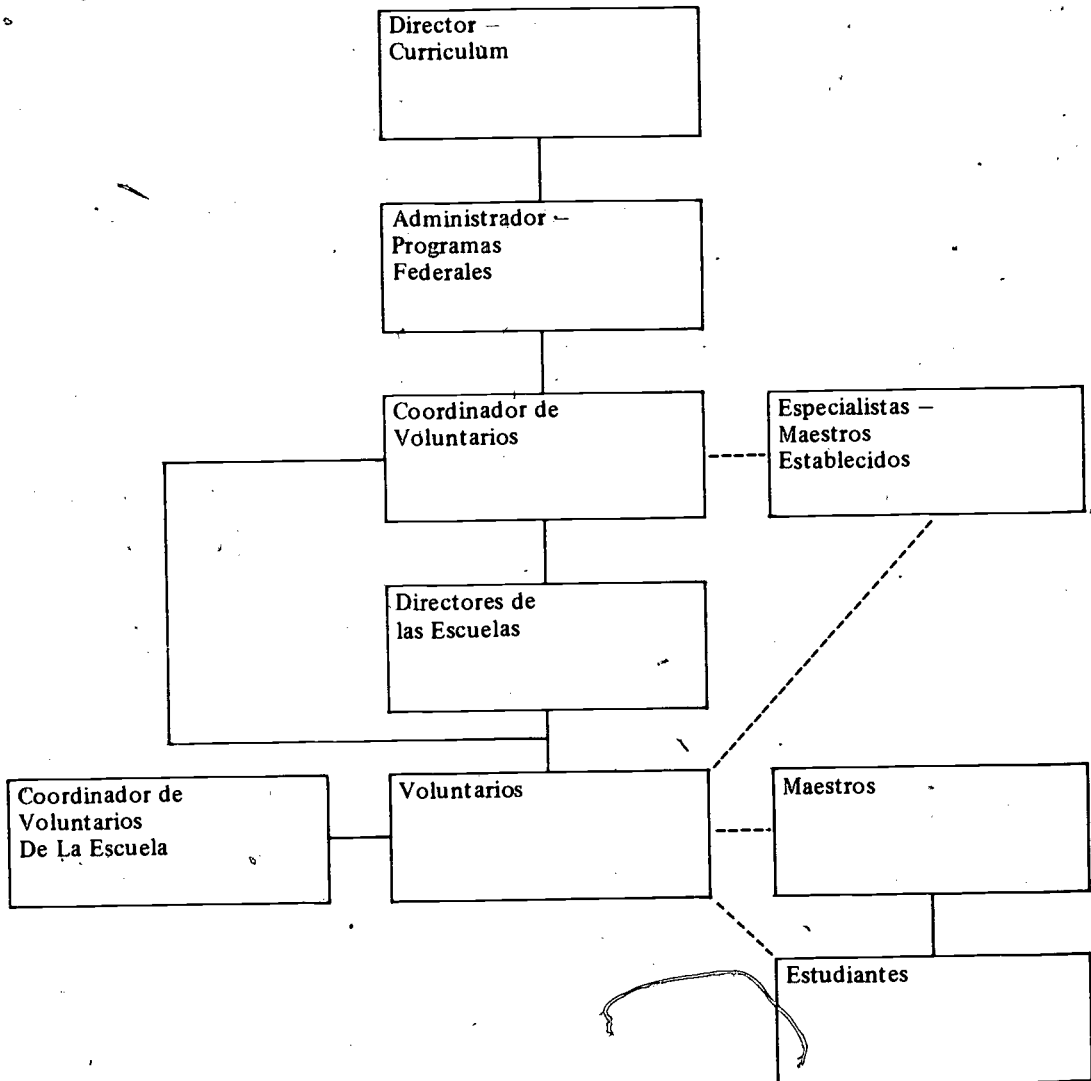 Director –
Curriculum
Administrador –
Programas
Federales
Coordinador de
Voluntarios
Especialistas –
Maestros
Establecidos
Directores de
las Escuelas
Coordinador de
Voluntarios
De La Escuela
Voluntarios
Maestros
Estudiantes